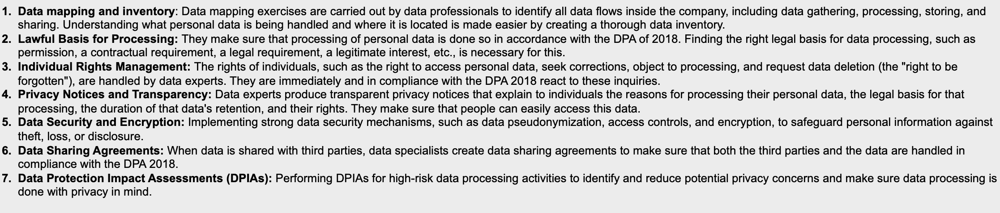 1. Data mapping and inventory: Data mapping exercises are carried out by data professionals to identify all data flows inside the company, including data gathering, processing, storing, and
sharing. Understanding what personal data is being handled and where it is located is made easier by creating a thorough data inventory.
2. Lawful Basis for Processing: They make sure that processing of personal data is done so in accordance with the DPA of 2018. Finding the right legal basis for data processing, such as
permission, a contractual requirement, a legal requirement, a legitimate interest, etc., is necessary for this.
3. Individual Rights Management: The rights of individuals, such as the right to access personal data, seek corrections, object to processing, and request data deletion (the "right to be
forgotten"), are handled by data experts. They are immediately and in compliance with the DPA 2018 react to these inquiries.
4. Privacy Notices and Transparency: Data experts produce transparent privacy notices that explain to individuals the reasons for processing their personal data, the legal basis for that
processing, the duration of that data's retention, and their rights. They make sure that people can easily access this data.
5. Data Security and Encryption: Implementing strong data security mechanisms, such as data pseudonymization, access controls, and encryption, to safeguard personal information against
theft, loss, or disclosure.
6. Data Sharing Agreements: When data is shared with third parties, data specialists create data sharing agreements to make sure that both the third parties and the data are handled in
compliance with the DPA 2018.
7. Data Protection Impact Assessments (DPIAs): Performing DPIAs for high-risk data processing activities to identify and reduce potential privacy concerns and make sure data processing is
done with privacy in mind.